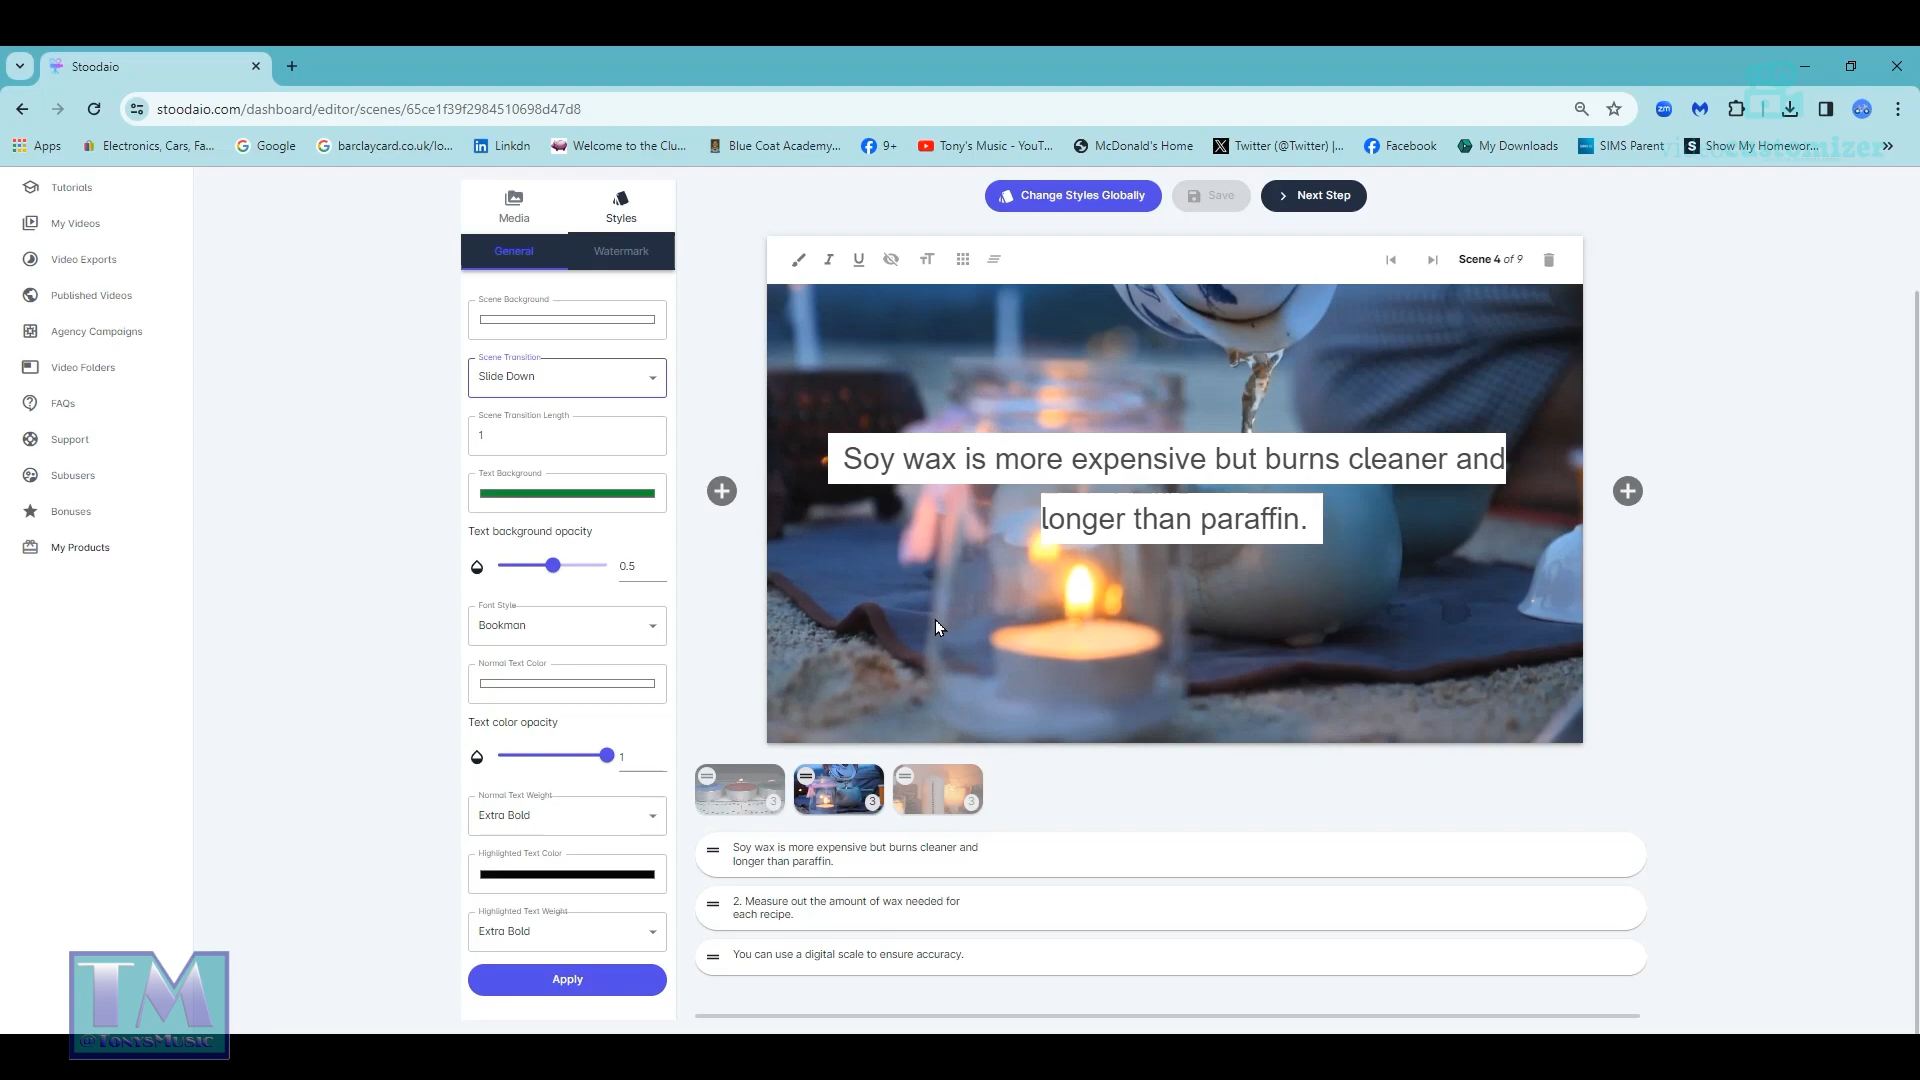 Stoodaio
stoodaio.com/dashboard/editor/scenes/65ce1f39f2984510698d47d8
zm
Apps
Electronics, Cars, Fa...
Google
barclaycard.co.uk/lo...
Linkdn
Welcome to the Clu...
Blue Coat Academy...
9+
Tony's Music - YouT...
McDonald's Home
Twitter (@Twitter) |...
Facebook
My Downloads
SIMS Parent
Show My Homewor...
Tutorials
My Videos
Video Exports
Published Videos
Agency Campaigns
Video Folders
FAQs
Support
Subusers
Bonuses
My Products
Media
Styles
General
Watermark
Scene Background
Scene Transition
Slide Down
Scene Transition Length
1
Text Background
Text background opacity
0.5
Font Style
Bookman
Normal Text Color
Text color opacity
1
Normal Text Weight
Extra Bold
Highlighted Text Color
Highlighted Text Weight
Extra Bold
Apply
Change Styles Globally
Save
Next Step
Scene 4 of 9
Soy wax is more expensive but burns cleaner and
longer than paraffin.
3
3
3
Soy wax is more expensive but burns cleaner and
longer than paraffin.
2. Measure out the amount of wax needed for
each recipe.
You can use a digital scale to ensure accuracy.
TM
@TonysMusic